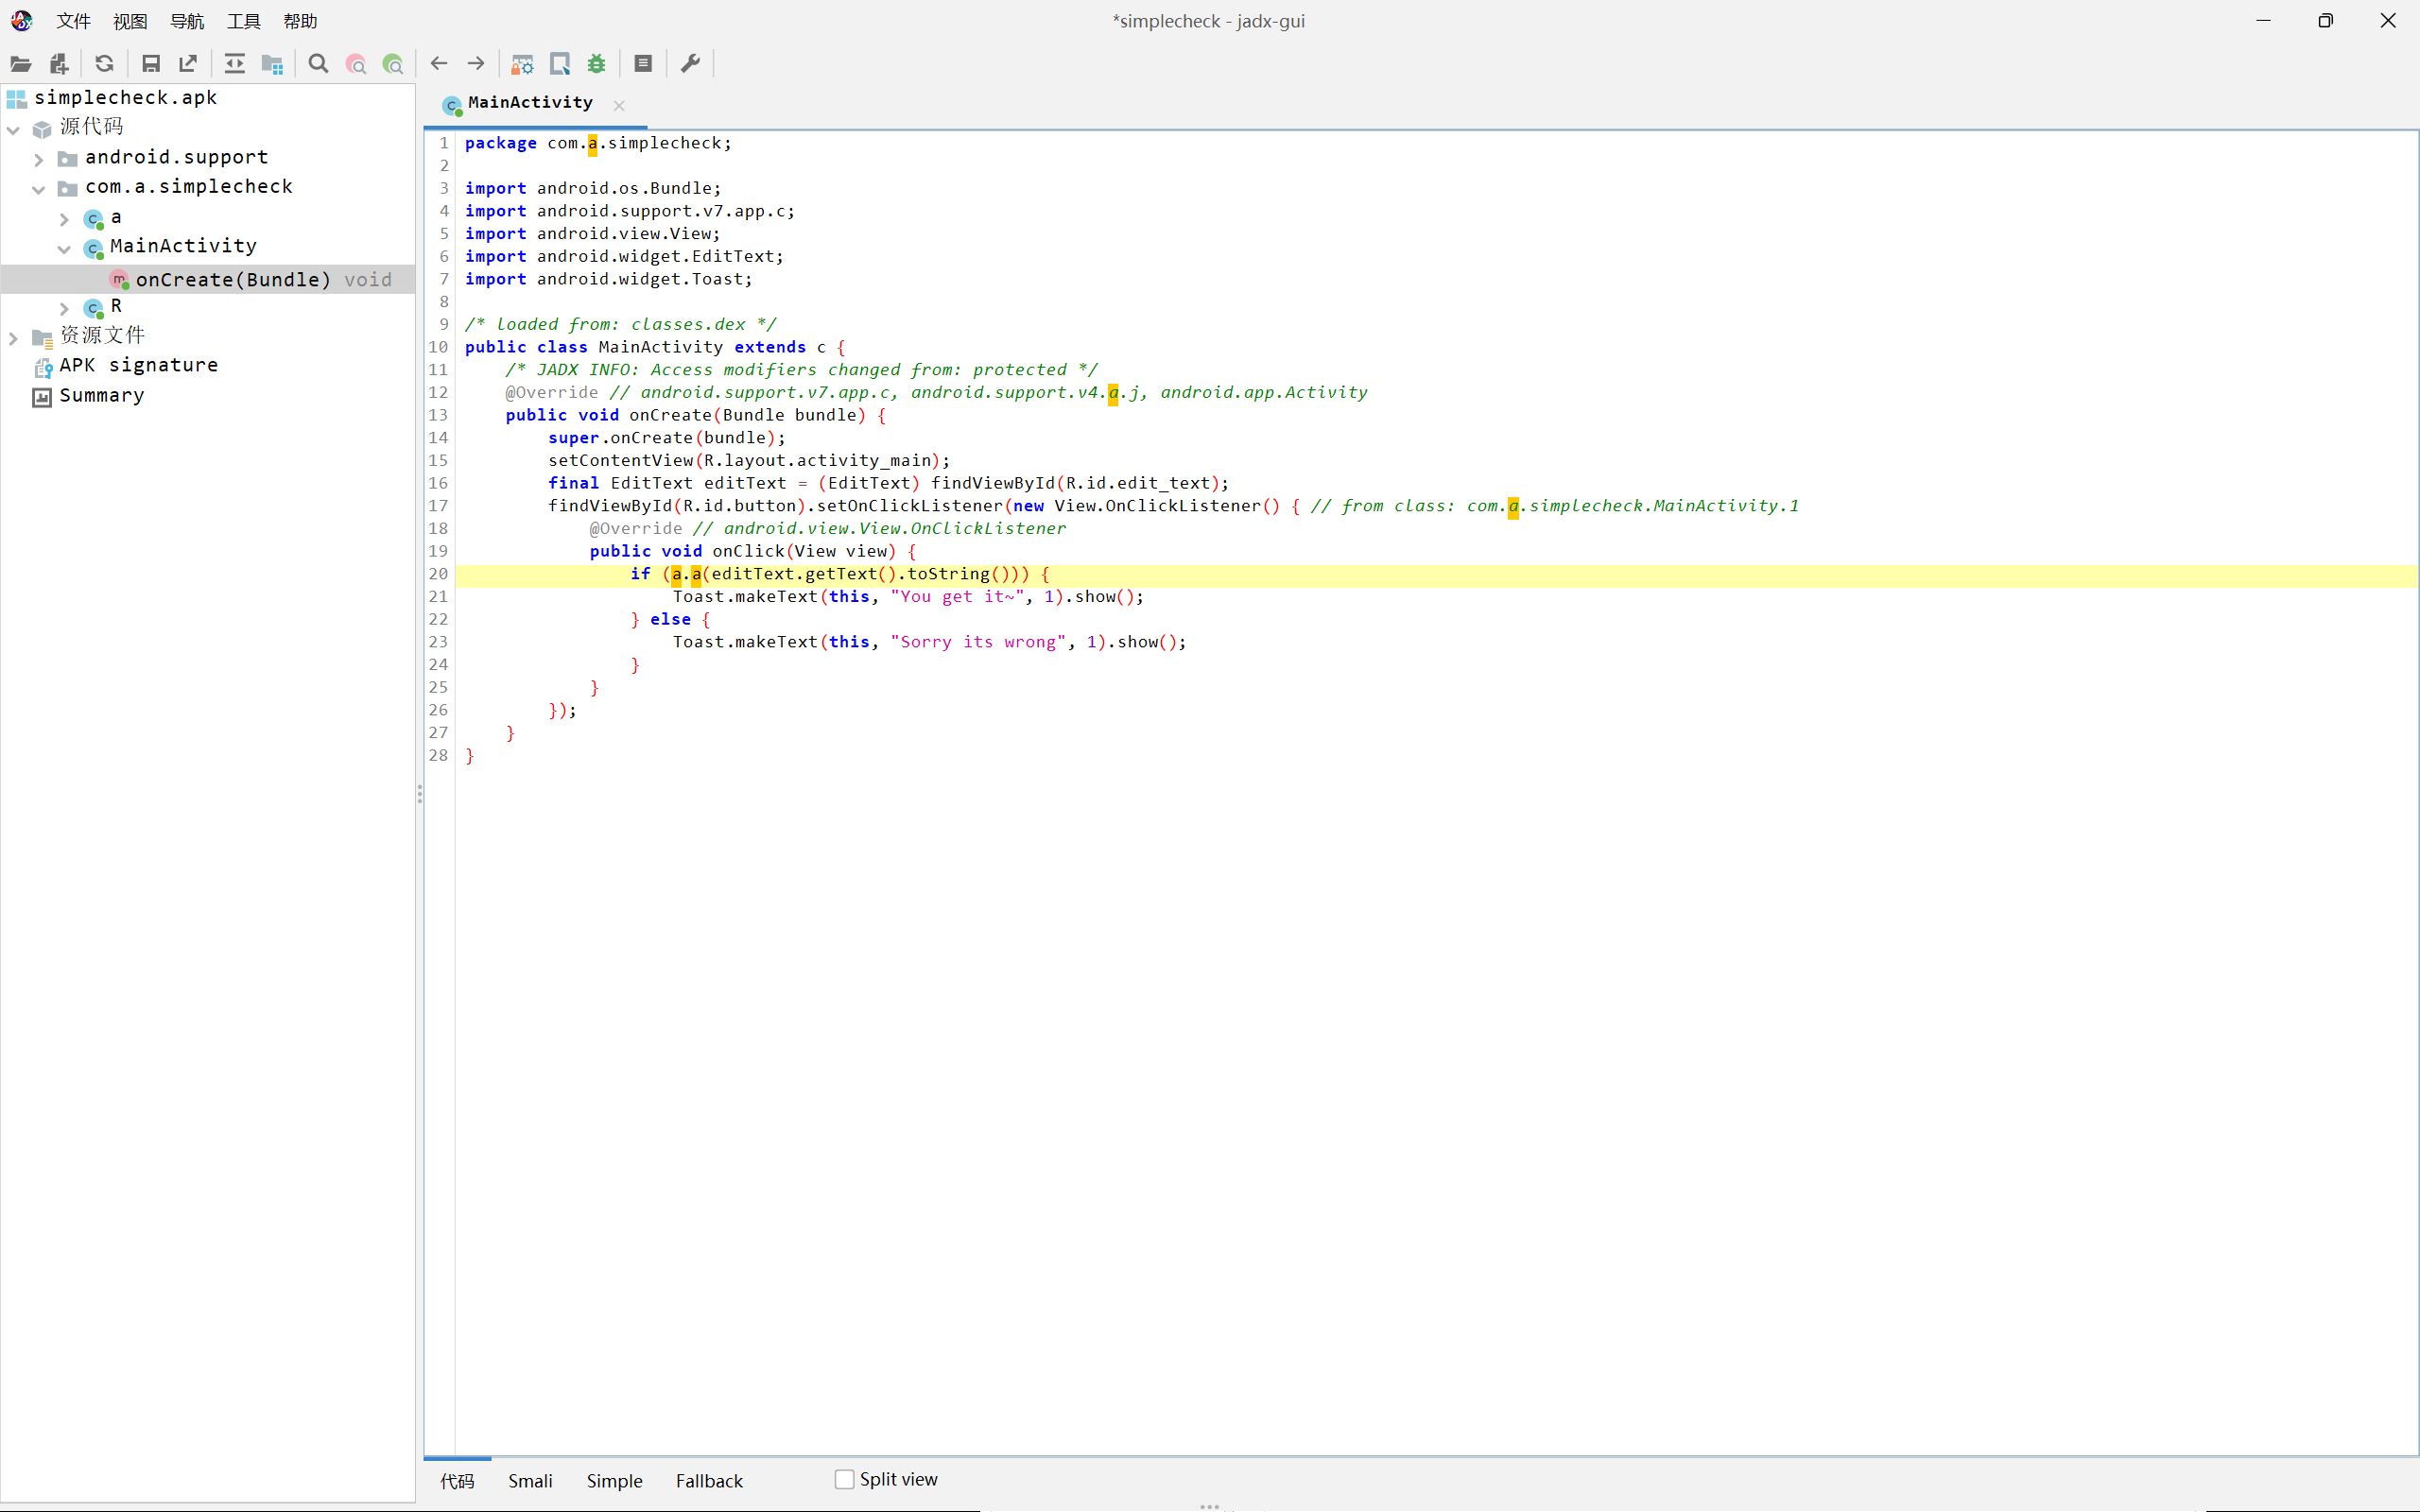 文件 视图 导航 工具 帮助
*simplecheck - jadx-gui
simplecheck.apk
源代码
android.support
com.a.simplecheck
a
MainActivity
onCreate(Bundle) void
R
资源文件
APK signature
Summary
MainActivity
1 package com.a.simplecheck;
2
3 import android.os.Bundle;
4 import android.support.v7.app.c;
5 import android.view.View;
6 import android.widget.EditText;
7 import android.widget.Toast;
8
9 /* loaded from: classes.dex */
10 public class MainActivity extends c {
11 /* JADX INFO: Access modifiers changed from: protected */
12 @Override // android.support.v7.app.c, android.support.v4.a.j, android.app.Activity
13 public void onCreate(Bundle bundle) {
14 super.onCreate(bundle);
15 setContentView(R.layout.activity_main);
16 final EditText editText = (EditText) findViewById(R.id.edit_text);
17 findViewById(R.id.button).setOnClickListener(new View.OnClickListener() { // from class: com.a.simplecheck.MainActivity.1
18 @Override // android.view.View.OnClickListener
19 public void onClick(View view) {
20 if (a.a(editText.getText().toString())) {
21 Toast.makeText(this, "You get it~", 1).show();
22 } else {
23 Toast.makeText(this, "Sorry its wrong", 1).show();
24 }
25 }
26 });
27 }
28 }
代码 Smali Simple Fallback Split view